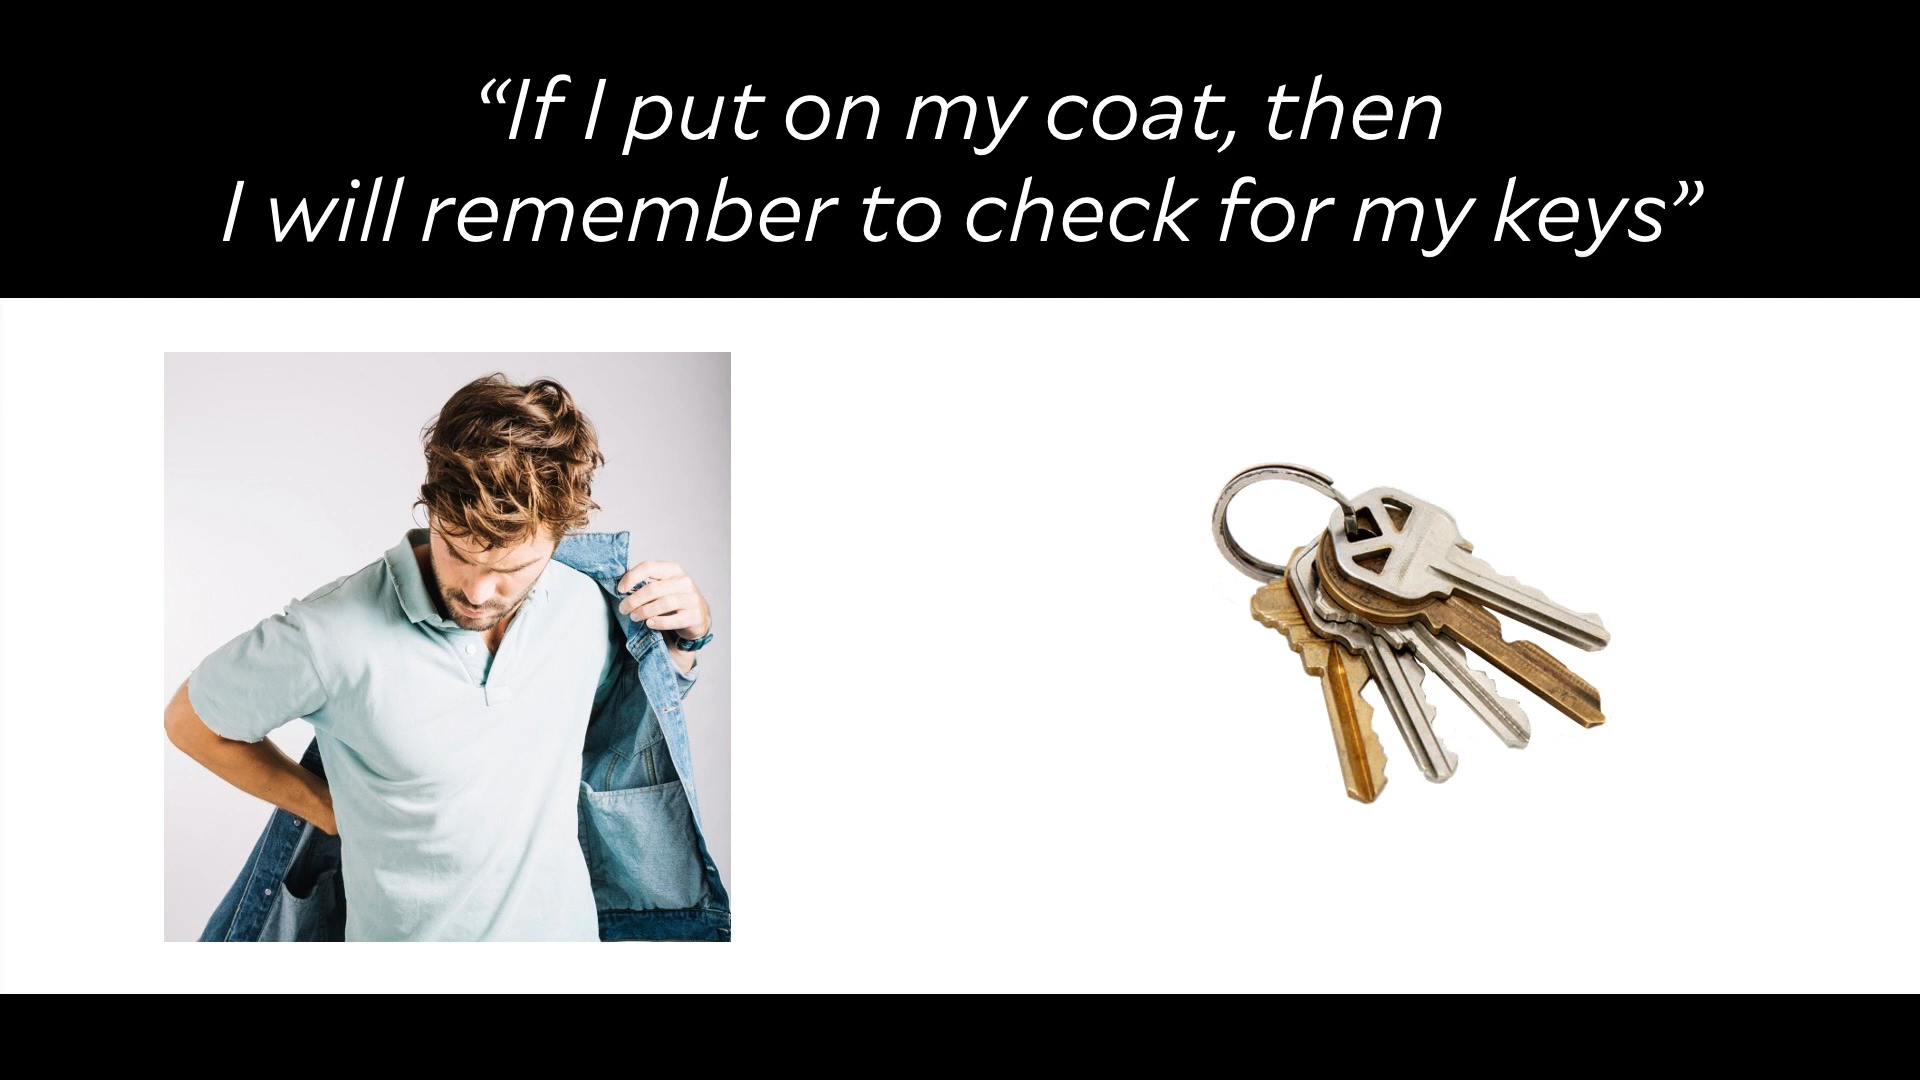 “If I put on my coat, then
I will remember to check for my keys”